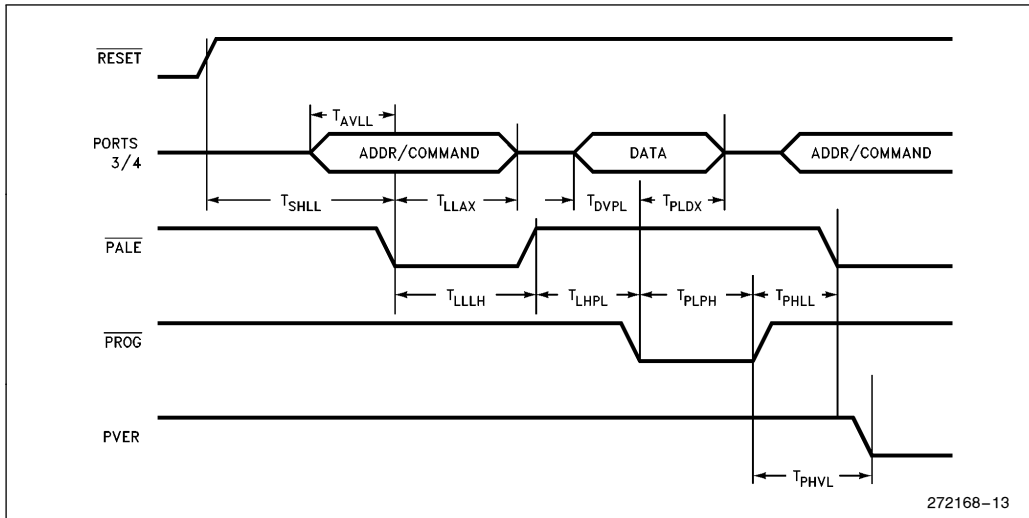 RESET
T_AVLL
PORTS
3/4
ADDR/COMMAND
DATA
ADDR/COMMAND
T_SHLL
T_LLAX
T_DVPL
T_PLDX
PALE
T_LLLH
T_LHPL
T_PLPH
T_PHLL
PROG
PVER
T_PHVL
272168-13